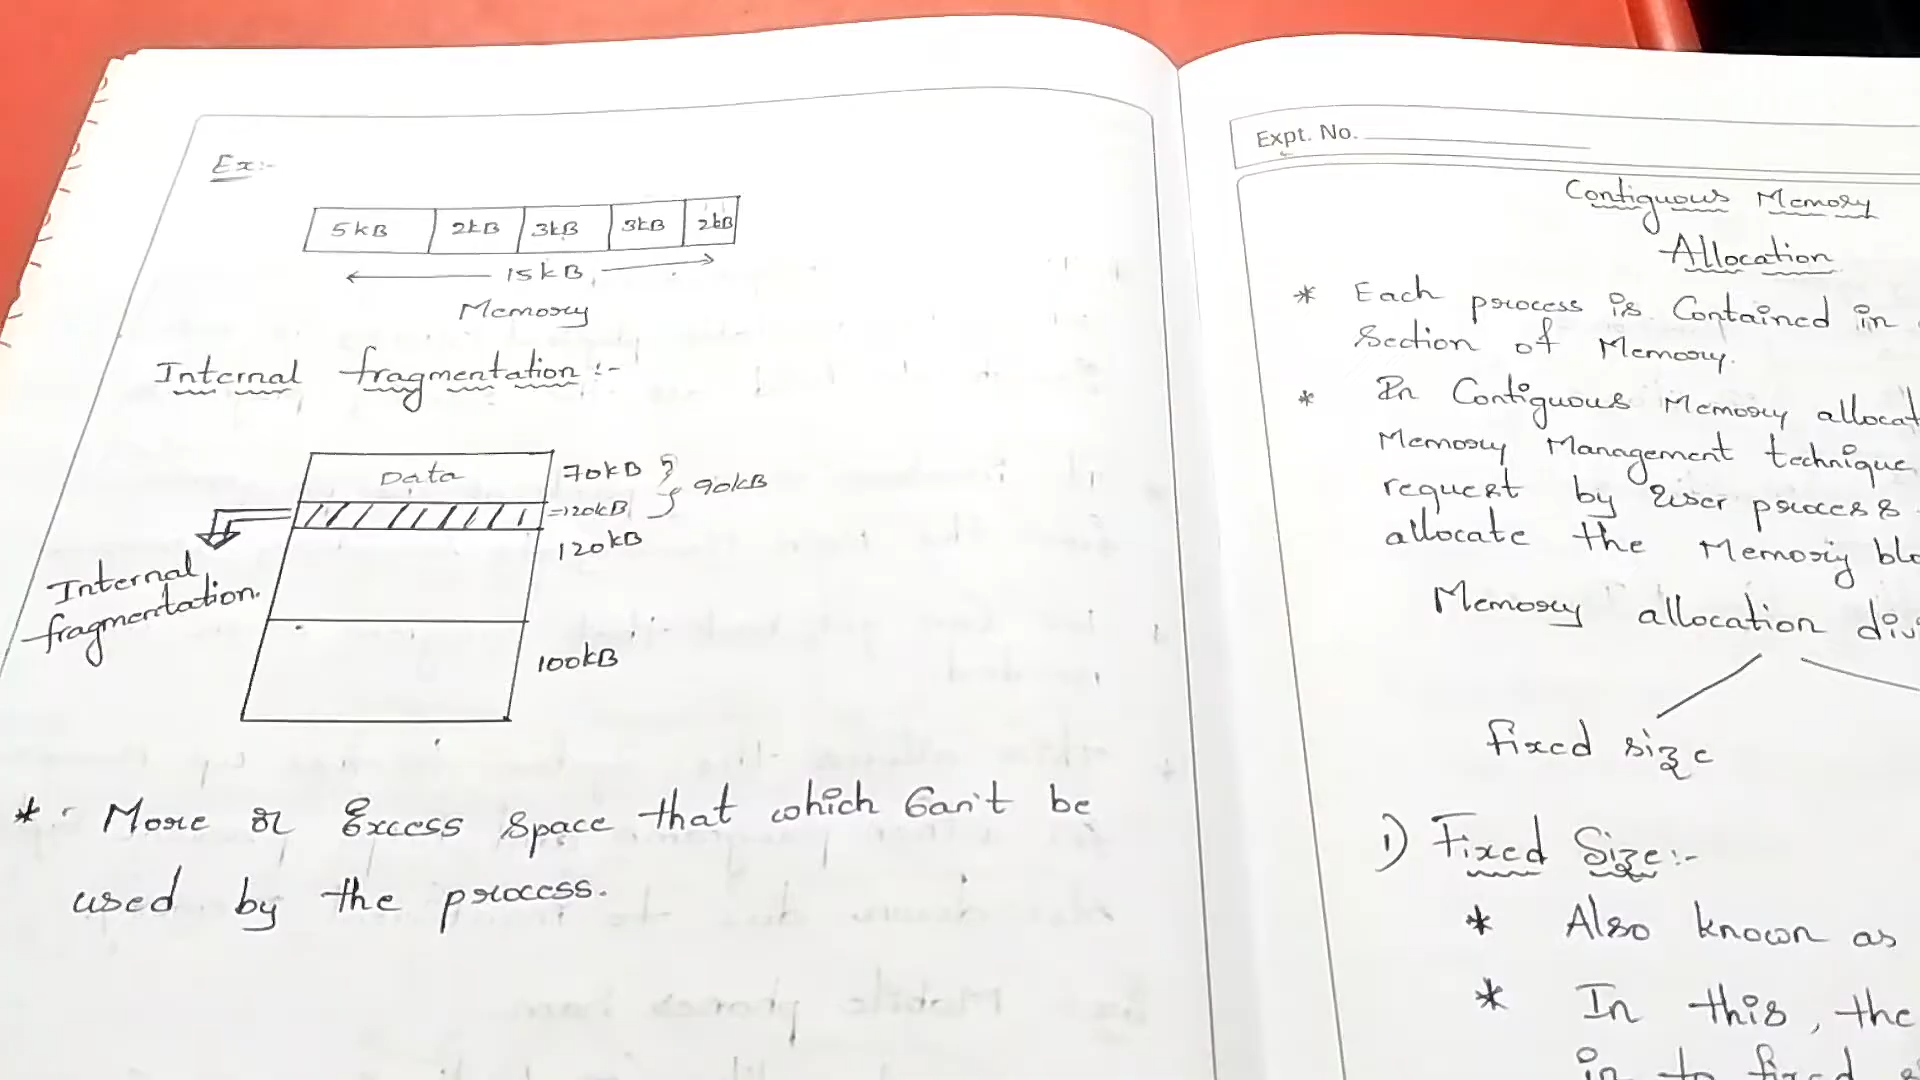 Ex:-
5kB 2kB 3kB 3kB 2kB
15kB
Memory
Internal fragmentation :-
Data 70kB 90kB
120kB
Internal
fragmentation.
100kB
* More or Excess space that which Can't be
used by the process.
Expt. No.
Contiguous Memory
Allocation
* Each process is Contained in
Section of Memory.
* In Contiguous Memory
Memory Management technique
request by user process
allocate the Memory
Memory allocation
fixed size
1) Fixed Size:-
* Also known as
* In this, the
in to fixed